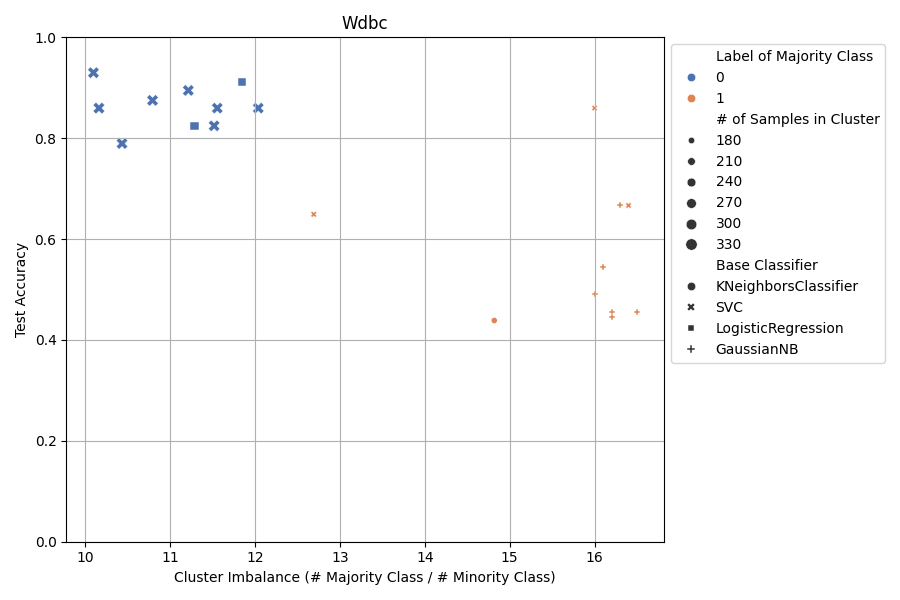 Wdbc
1.0
0.8
0.6
0.4
0.2
0.0
Test Accuracy
10
11
12
13
14
15
16
Cluster Imbalance (# Majority Class / # Minority Class)
Label of Majority Class
0
1
# of Samples in Cluster
180
210
240
270
300
330
Base Classifier
KNeighborsClassifier
SVC
LogisticRegression
GaussianNB